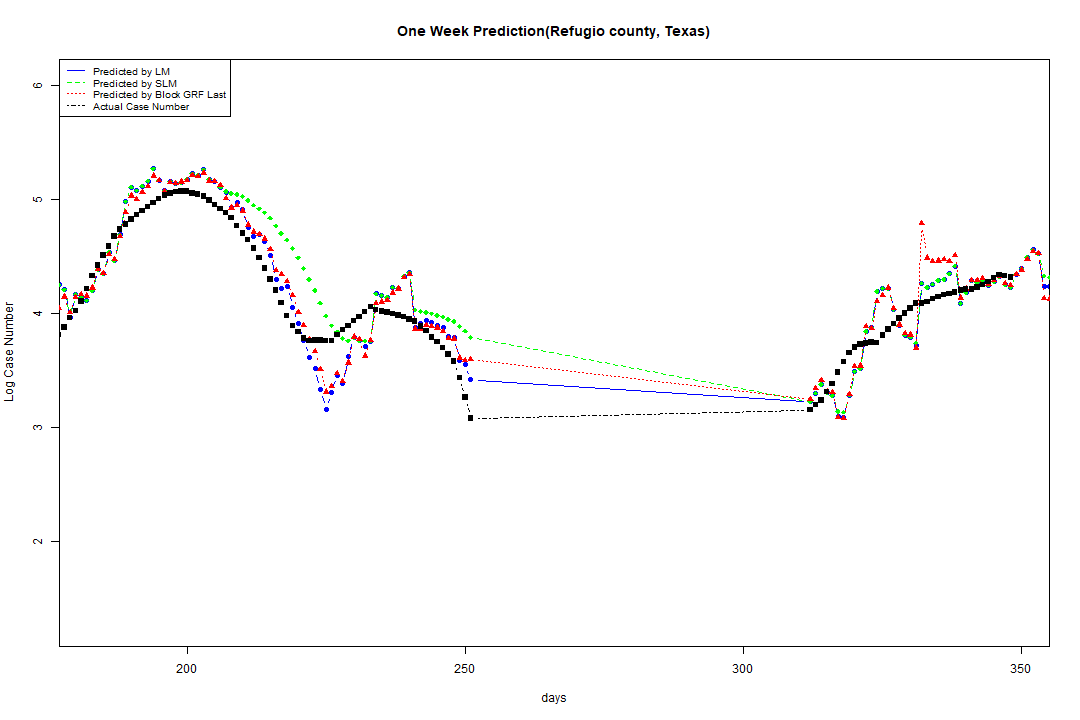 One Week Prediction(Refugio county, Texas)
Predicted by LM
Predicted by SLM
Predicted by Block GRF Last
Actual Case Number
6
5
4
3
2
Log Case Number
200
250
300
350
days